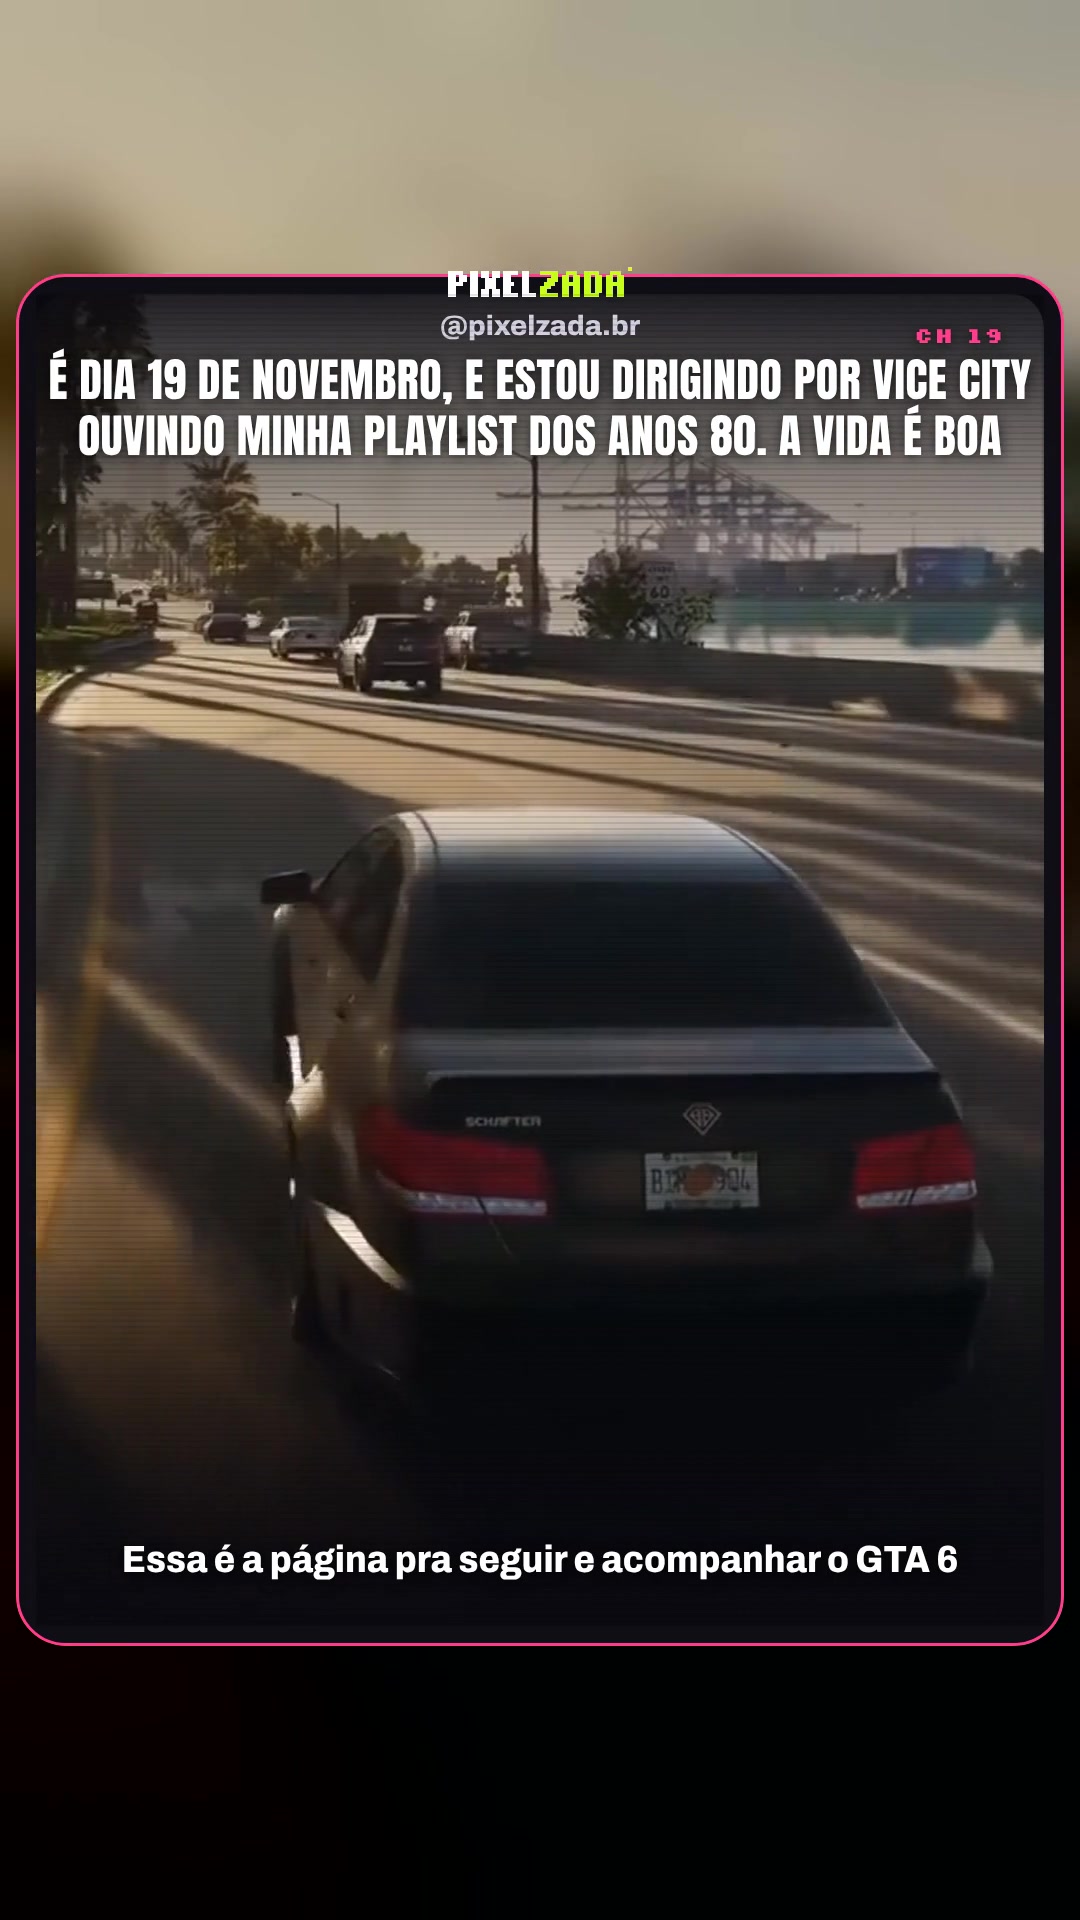 PIXELZADA
@pixelzada.br
CH 19
É DIA 19 DE NOVEMBRO, E ESTOU DIRIGINDO POR VICE CITY
OUVINDO MINHA PLAYLIST DOS ANOS 80. A VIDA É BOA
60
SCHAFTER
Essa é a página pra seguir e acompanhar o GTA 6